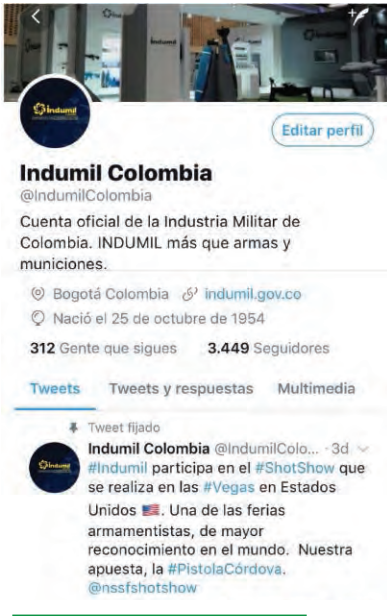 indumil
indumil
Editar perfil
Indumil Colombia
@IndumilColombia
Cuenta oficial de la Industria Militar de
Colombia. INDUMIL más que armas y
municiones.
Bogotá Colombia indumil.gov.co
Nació el 25 de octubre de 1954
312 Gente que sigues 3.449 Seguidores
Tweets Tweets y respuestas Multimedia
Tweet fijado
Indumil Colombia @IndumilColo... · 3d
indumil
#Indumil participa en el #ShotShow que
se realiza en las #Vegas en Estados
Unidos 🇺🇸. Una de las ferias
armamentistas, de mayor
reconocimiento en el mundo. Nuestra
apuesta, la #PistolaCórdova.
@nssfshotshow